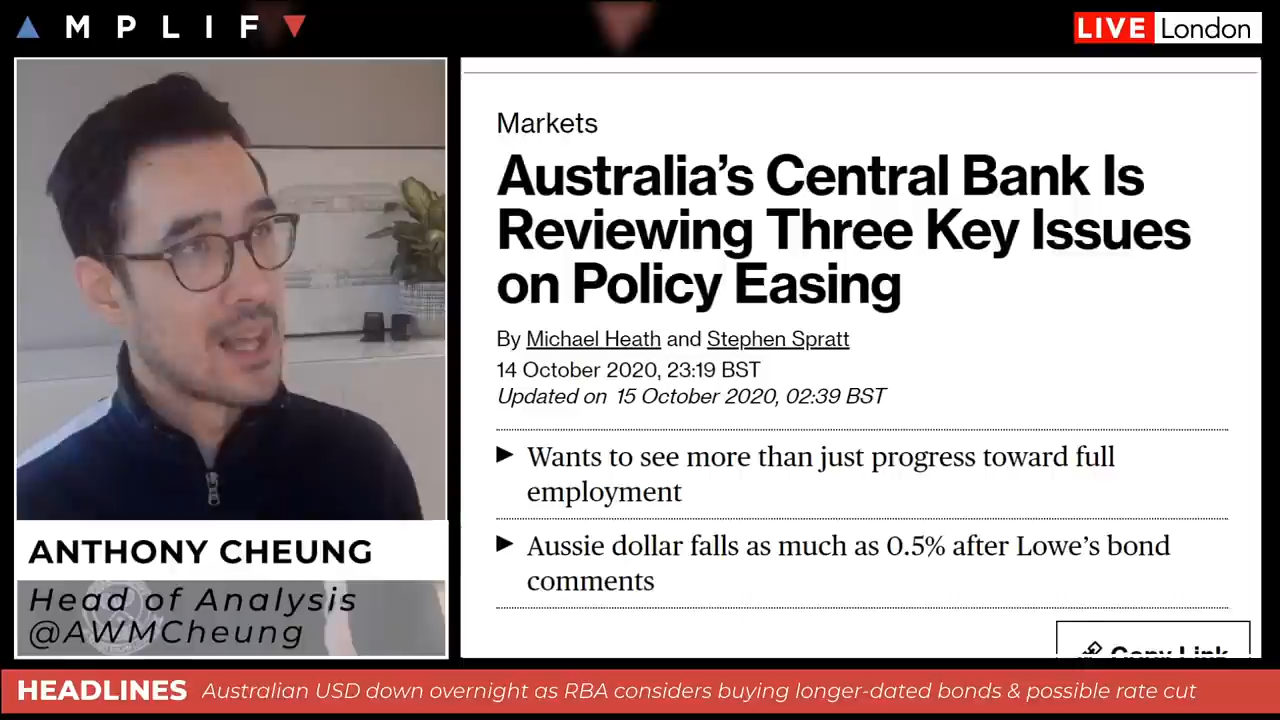 AMPLIFY
LIVE London
Markets
Australia’s Central Bank Is
Reviewing Three Key Issues
on Policy Easing
By Michael Heath and Stephen Spratt
14 October 2020, 23:19 BST
Updated on 15 October 2020, 02:39 BST
Wants to see more than just progress toward full
employment
Aussie dollar falls as much as 0.5% after Lowe’s bond
comments
Copy Link
ANTHONY CHEUNG
Head of Analysis
@AWMCheung
HEADLINES Australian USD down overnight as RBA considers buying longer-dated bonds & possible rate cut